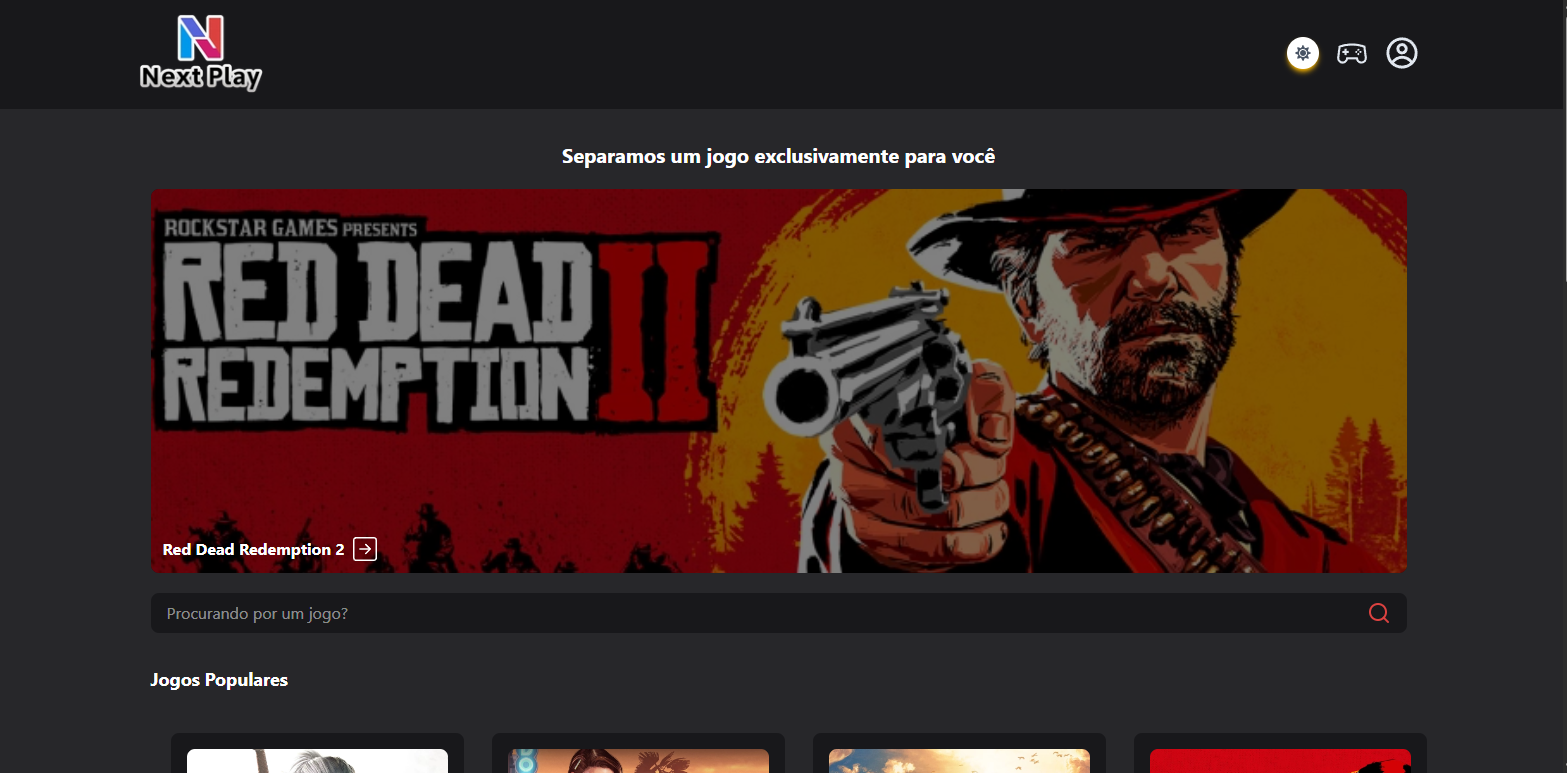 Next Play
Separamos um jogo exclusivamente para você
ROCKSTAR GAMES PRESENTS
RED DEAD
REDEMPTION II
Red Dead Redemption 2
Procurando por um jogo?
Jogos Populares